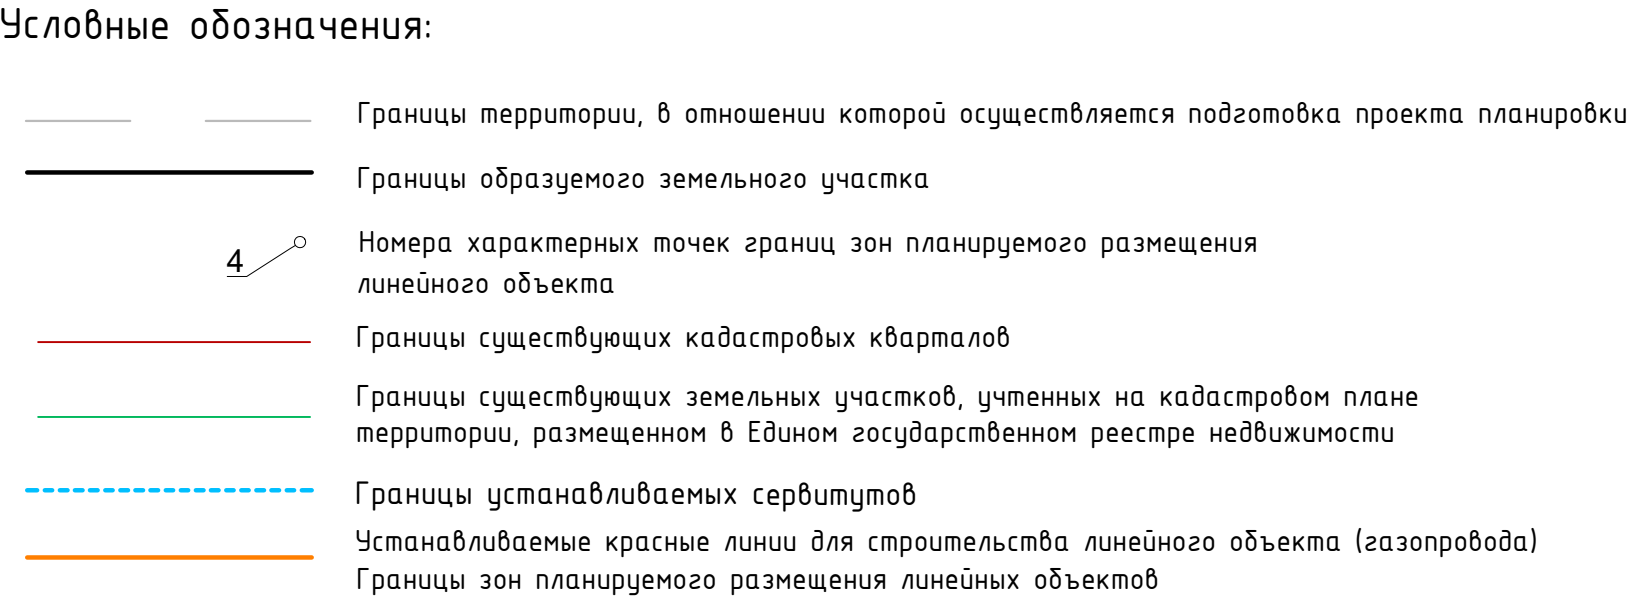 Условные обозначения:
Границы территории, в отношении которой осуществляется подготовка проекта планировки
Границы образуемого земельного участка
4
Номера характерных точек границ зон планируемого размещения
линейного объекта
Границы существующих кадастровых кварталов
Границы существующих земельных участков, учтенных на кадастровом плане
территории, размещенном в Едином государственном реестре недвижимости
Границы устанавливаемых сервитутов
Устанавливаемые красные линии для строительства линейного объекта (газопровода)
Границы зон планируемого размещения линейных объектов